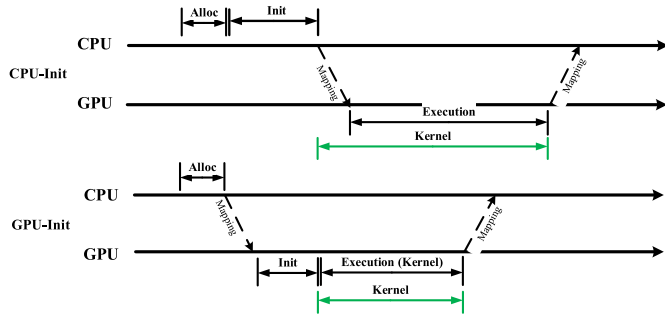 Alloc Init
CPU
Mapping Mapping
CPU-Init
GPU
Execution
Kernel
Alloc
CPU
Mapping Mapping
GPU-Init
GPU
Init Execution (Kernel)
Kernel